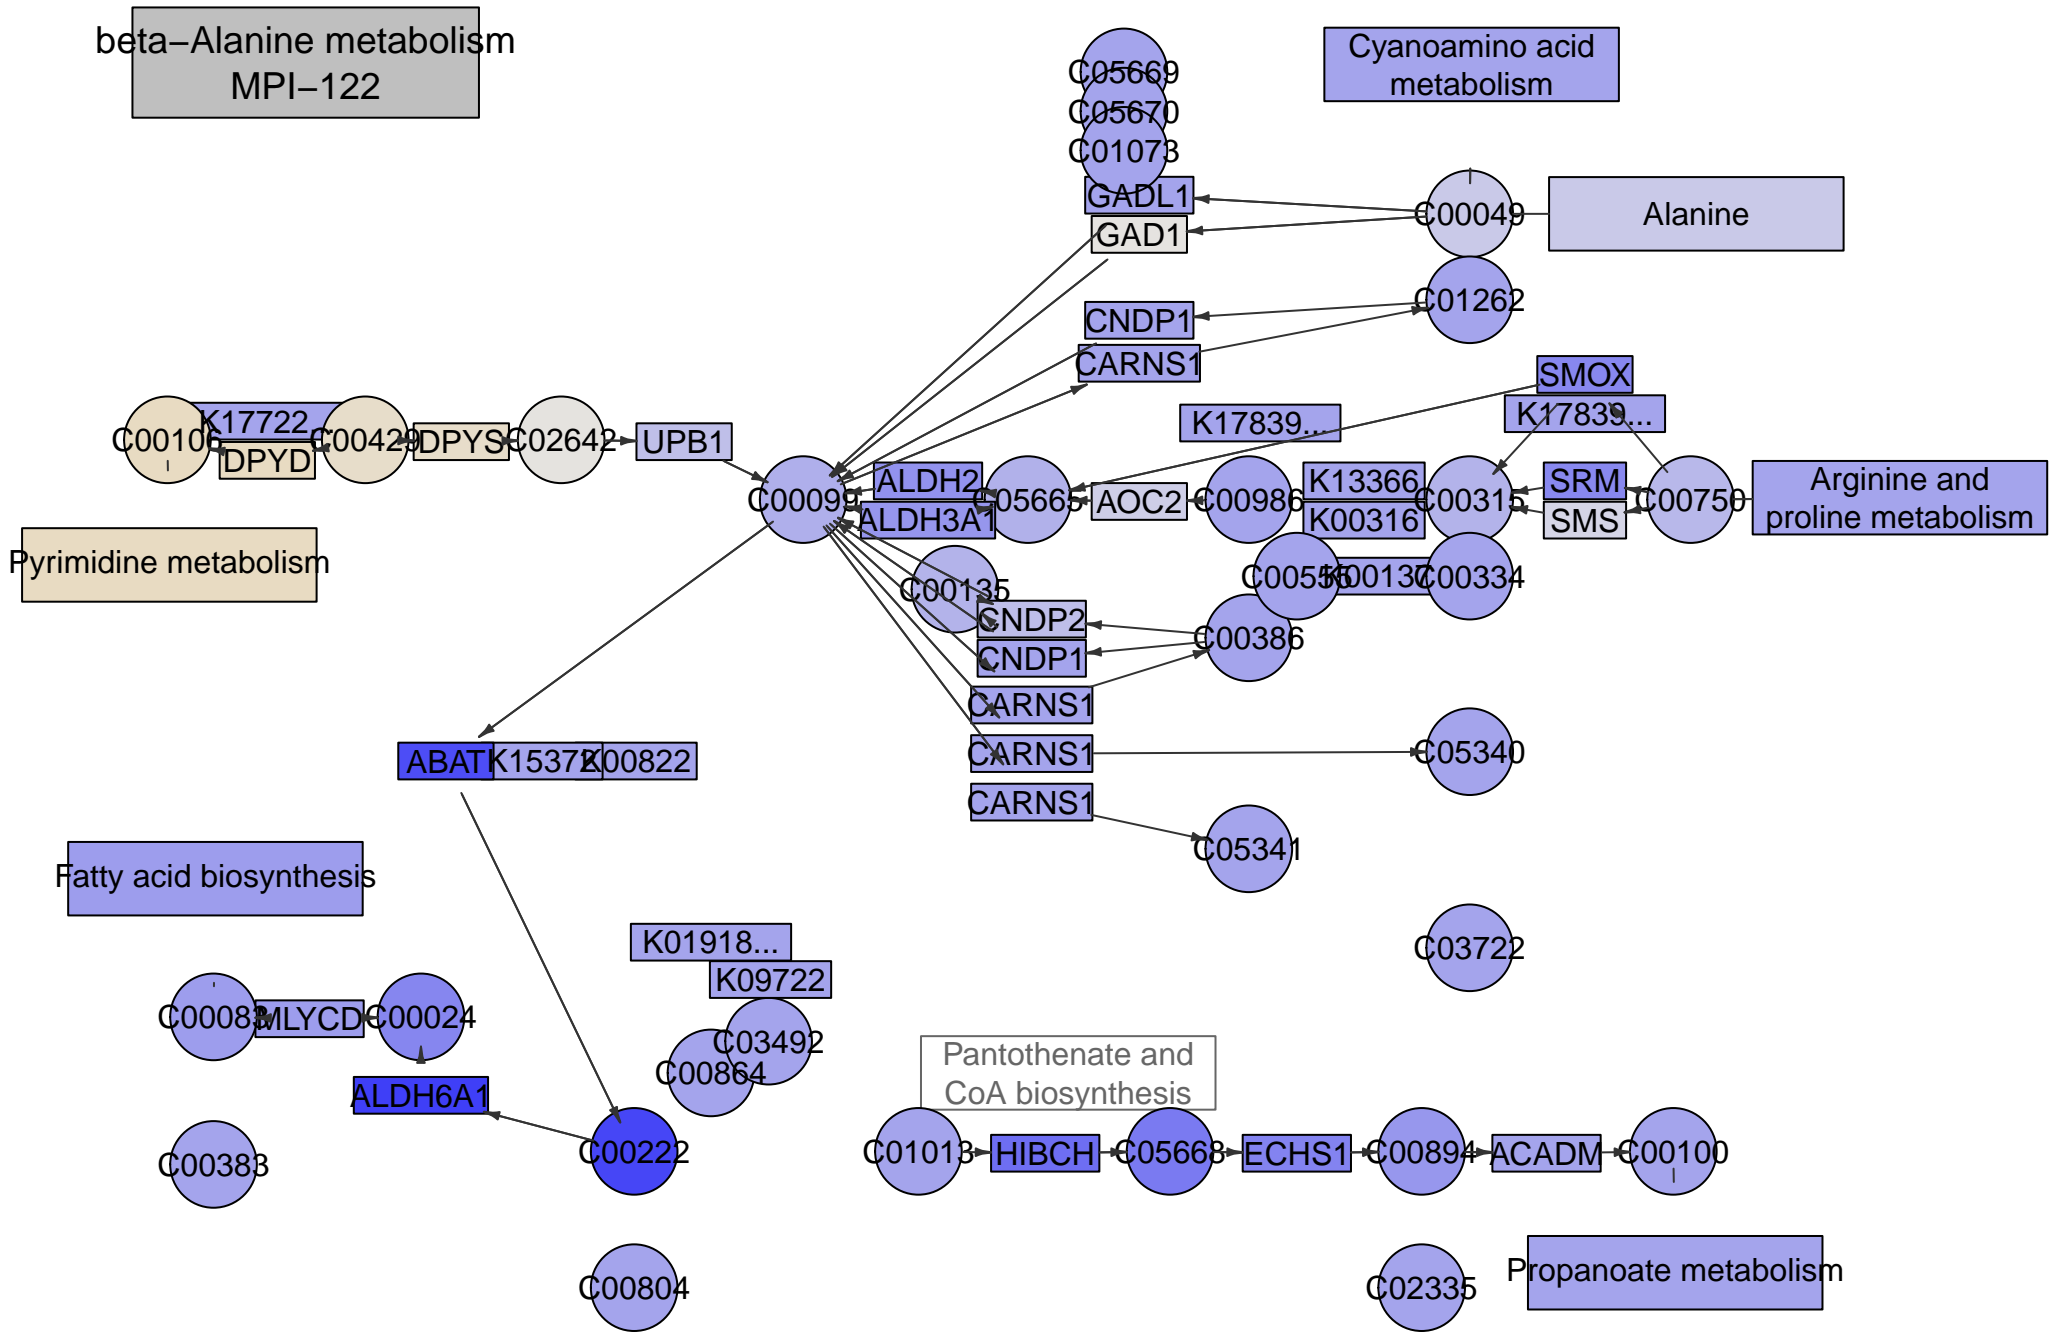 beta−Alanine metabolism
MPI−122
C05669
C05670
C01073
Cyanoamino acid
metabolism
GADL1
GAD1
C00049
Alanine
C01262
CNDP1
CARNS1
SMOX
K17839...
K17839...
C00106
K17722...
DPYD
C00429
DPYS
C02642
UPB1
C00099
ALDH2
ALDH3A1
C05665
AOC2
C00986
K13366
K00316
C00315
SRM
SMS
C00750
Arginine and
proline metabolism
Pyrimidine metabolism
C00135
C00555
K00137
C00334
CNDP2
CNDP1
C00386
CARNS1
CARNS1
CARNS1
C05340
C05341
ABAT
K15372
K00822
Fatty acid biosynthesis
K01918...
K09722
C03722
C00083
MLYCD
C00024
C03492
C00864
Pantothenate and
CoA biosynthesis
ALDH6A1
C00222
C00383
C01013
HIBCH
C05668
ECHS1
C00894
ACADM
C00100
C00804
C02335
Propanoate metabolism